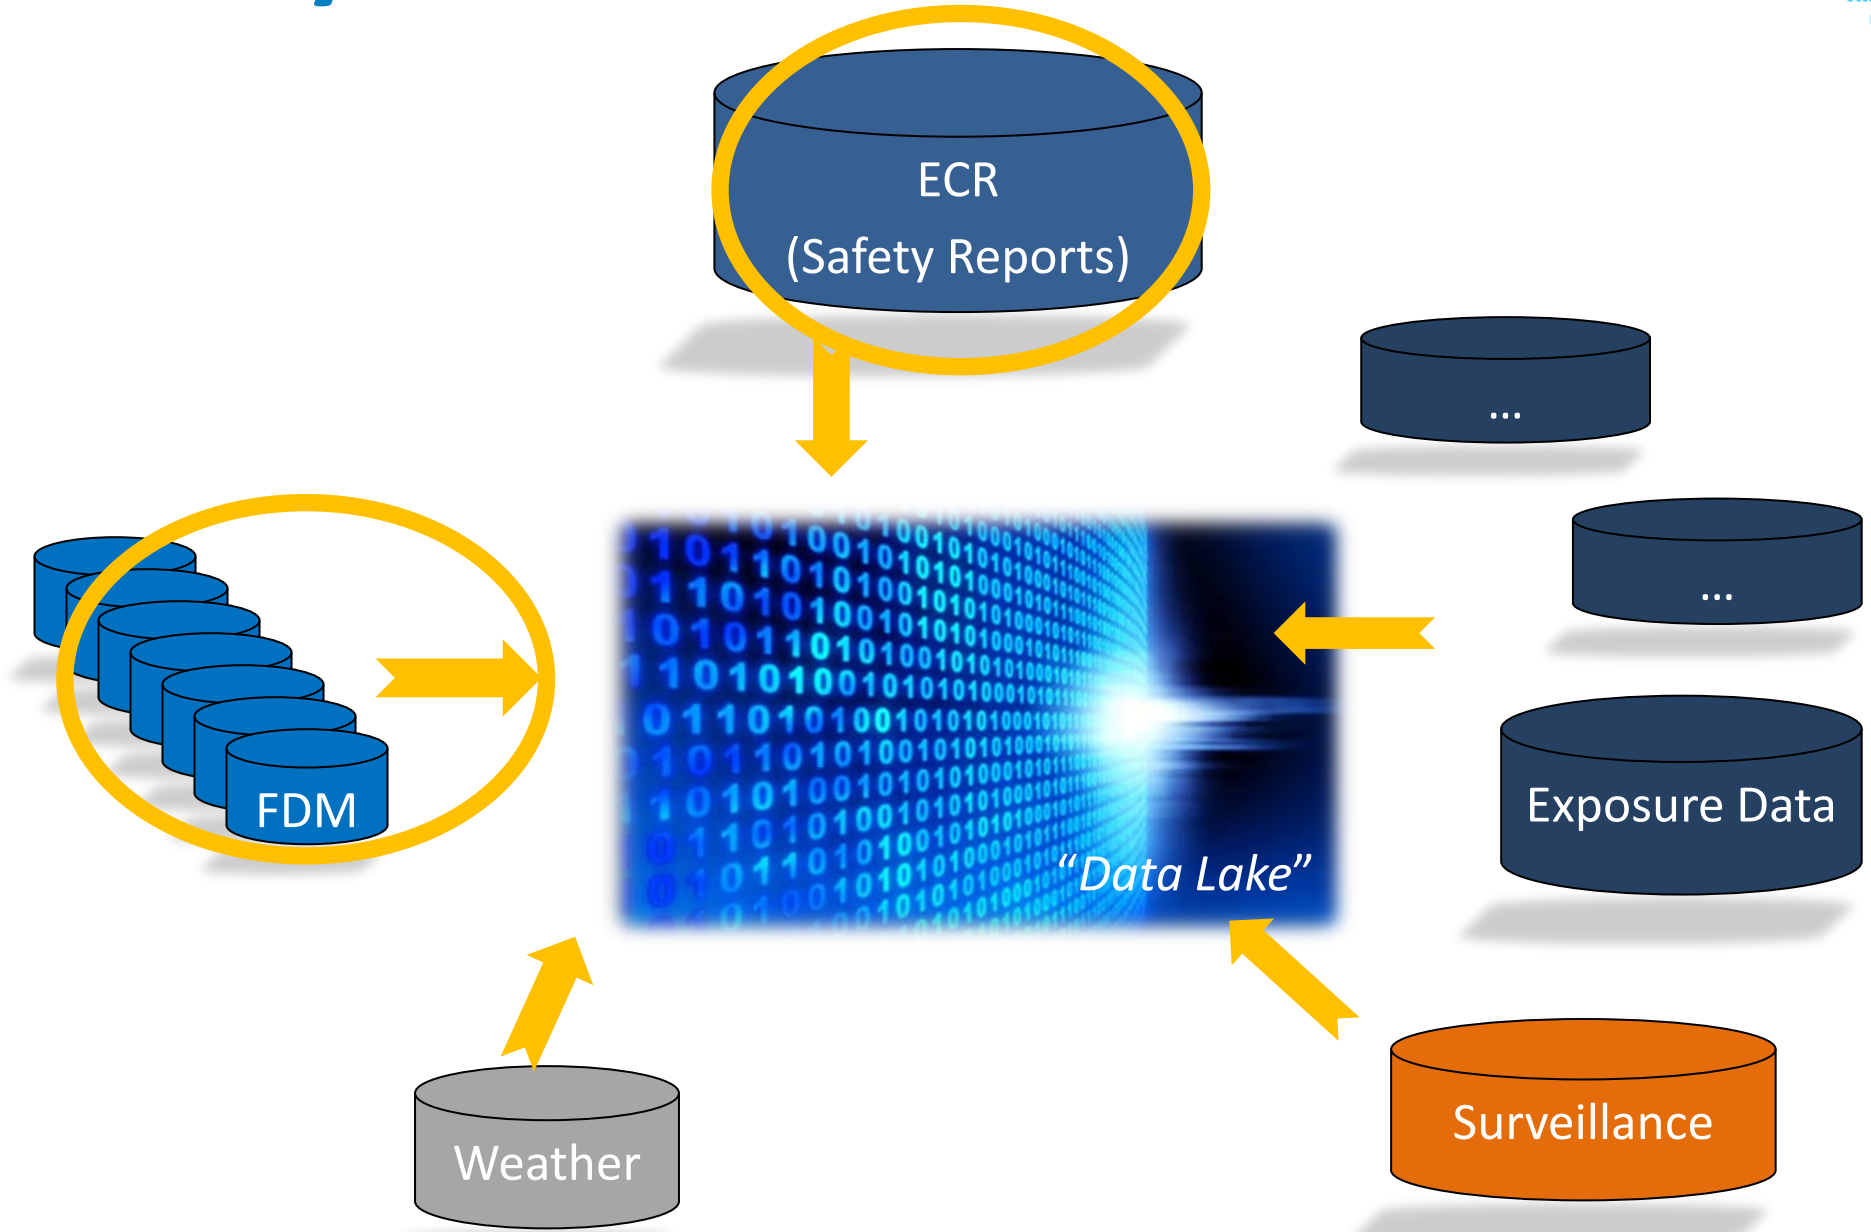 ECR
(Safety Reports)
...
...
FDM
Exposure Data
“Data Lake”
Surveillance
Weather